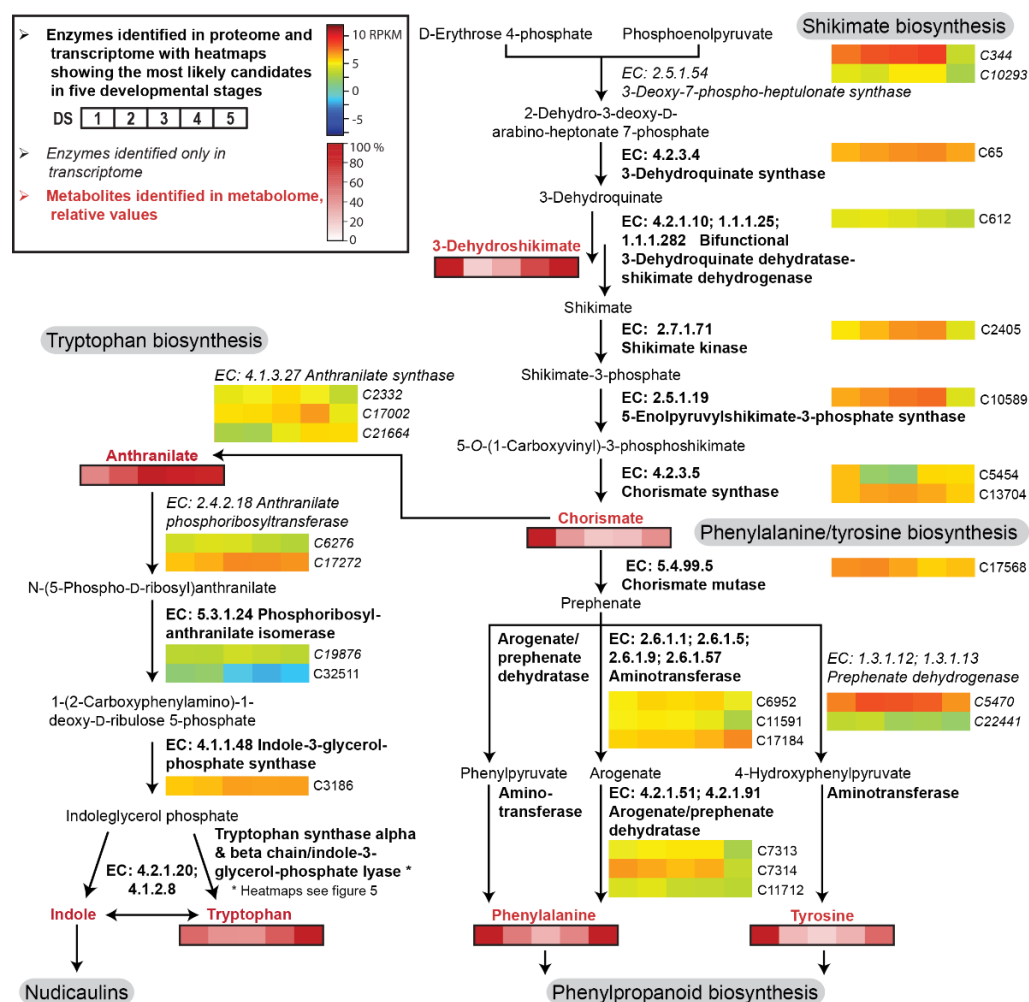 ➢ Enzymes identified in proteome and
transcriptome with heatmaps
showing the most likely candidates
in five developmental stages
DS 1 2 3 4 5
➢ Enzymes identified only in
transcriptome
➢ Metabolites identified in metabolome,
relative values
10 RPKM
5
0
-5
100 %
80
60
40
20
0
Shikimate biosynthesis
D-Erythrose 4-phosphate
Phosphoenolpyruvate
C344
C10293
EC: 2.5.1.54
3-Deoxy-7-phospho-heptulonate synthase
2-Dehydro-3-deoxy-D-
arabino-heptonate 7-phosphate
EC: 4.2.3.4
3-Dehydroquinate synthase
C65
3-Dehydroquinate
EC: 4.2.1.10; 1.1.1.25;
1.1.1.282 Bifunctional
3-Dehydroquinate dehydratase-
shikimate dehydrogenase
C612
3-Dehydroshikimate
Shikimate
EC: 2.7.1.71
Shikimate kinase
C2405
Shikimate-3-phosphate
EC: 2.5.1.19
5-Enolpyruvylshikimate-3-phosphate synthase
C10589
5-O-(1-Carboxyvinyl)-3-phosphoshikimate
EC: 4.2.3.5
Chorismate synthase
C5454
C13704
Chorismate
Tryptophan biosynthesis
EC: 4.1.3.27 Anthranilate synthase
C2332
C17002
C21664
Anthranilate
EC: 2.4.2.18 Anthranilate
phosphoribosyltransferase
C6276
C17272
N-(5-Phospho-D-ribosyl)anthranilate
EC: 5.3.1.24 Phosphoribosyl-
anthranilate isomerase
C19876
C32511
1-(2-Carboxyphenylamino)-1-
deoxy-D-ribulose 5-phosphate
EC: 4.1.1.48 Indole-3-glycerol-
phosphate synthase
C3186
Indoleglycerol phosphate
Tryptophan synthase alpha
& beta chain/indole-3-
glycerol-phosphate lyase *
* Heatmaps see figure 5
EC: 4.2.1.20;
4.1.2.8
Indole
Tryptophan
Nudicaulins
Phenylalanine/tyrosine biosynthesis
EC: 5.4.99.5
Chorismate mutase
C17568
Prephenate
Arogenate/
prephenate
dehydratase
EC: 2.6.1.1; 2.6.1.5;
2.6.1.9; 2.6.1.57
Aminotransferase
C6952
C11591
C17184
EC: 1.3.1.12; 1.3.1.13
Prephenate dehydrogenase
C5470
C22441
Phenylpyruvate
Arogenate
4-Hydroxyphenylpyruvate
Amino-
transferase
EC: 4.2.1.51; 4.2.1.91
Arogenate/prephenate
dehydratase
C7313
C7314
C11712
Aminotransferase
Phenylalanine
Tyrosine
Phenylpropanoid biosynthesis